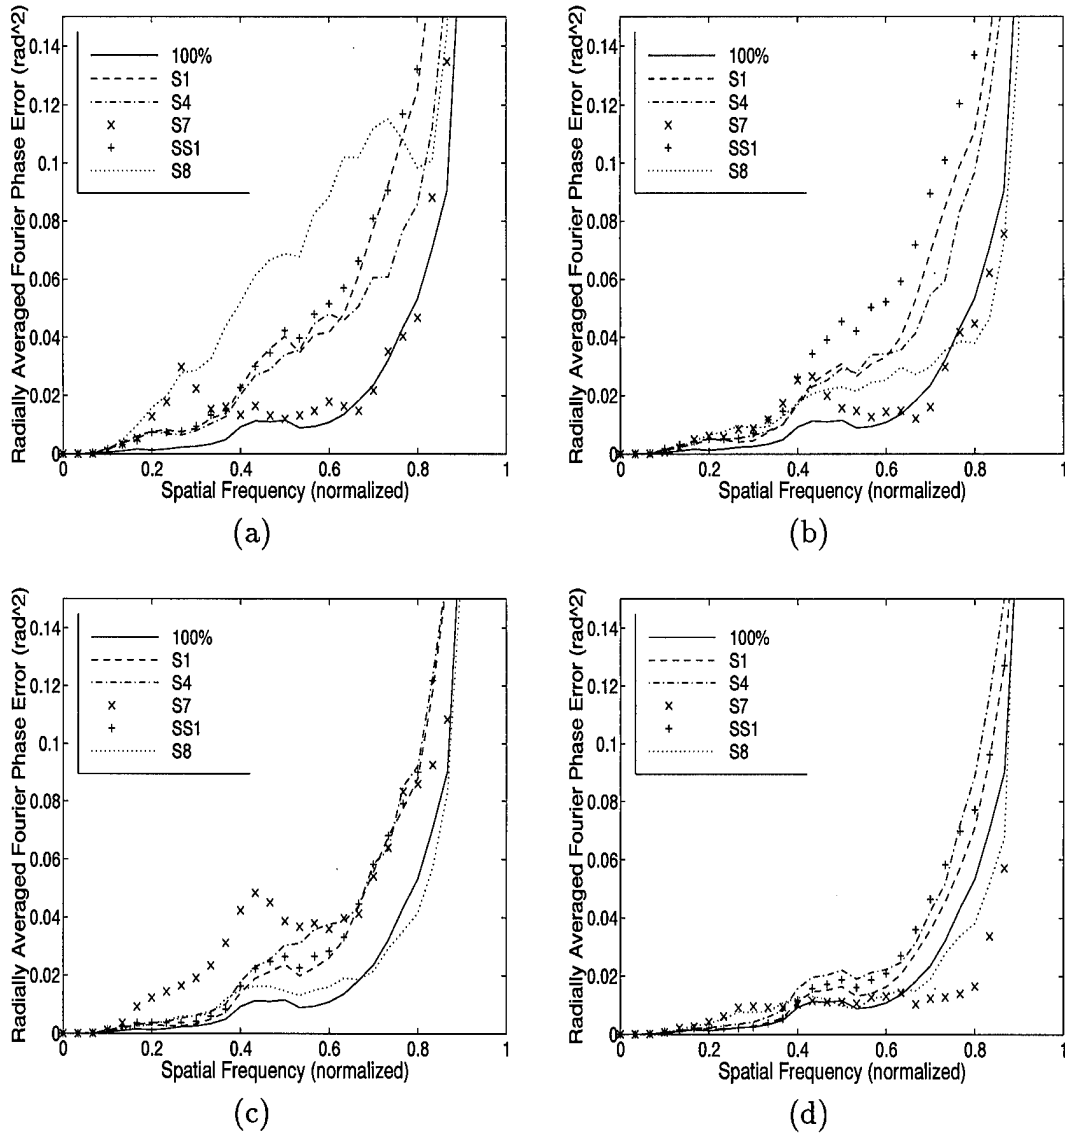 Radially Averaged Fourier Phase Error (rad^2)
0.14
0.12
0.1
0.08
0.06
0.04
0.02
0
100%
S1
S4
S7
SS1
S8
0 0.2 0.4 0.6 0.8 1
Spatial Frequency (normalized)
(a)
Radially Averaged Fourier Phase Error (rad^2)
0.14
0.12
0.1
0.08
0.06
0.04
0.02
0
100%
S1
S4
S7
SS1
S8
0 0.2 0.4 0.6 0.8 1
Spatial Frequency (normalized)
(b)
Radially Averaged Fourier Phase Error (rad^2)
0.14
0.12
0.1
0.08
0.06
0.04
0.02
0
100%
S1
S4
S7
SS1
S8
0 0.2 0.4 0.6 0.8 1
Spatial Frequency (normalized)
(c)
Radially Averaged Fourier Phase Error (rad^2)
0.14
0.12
0.1
0.08
0.06
0.04
0.02
0
100%
S1
S4
S7
SS1
S8
0 0.2 0.4 0.6 0.8 1
Spatial Frequency (normalized)
(d)